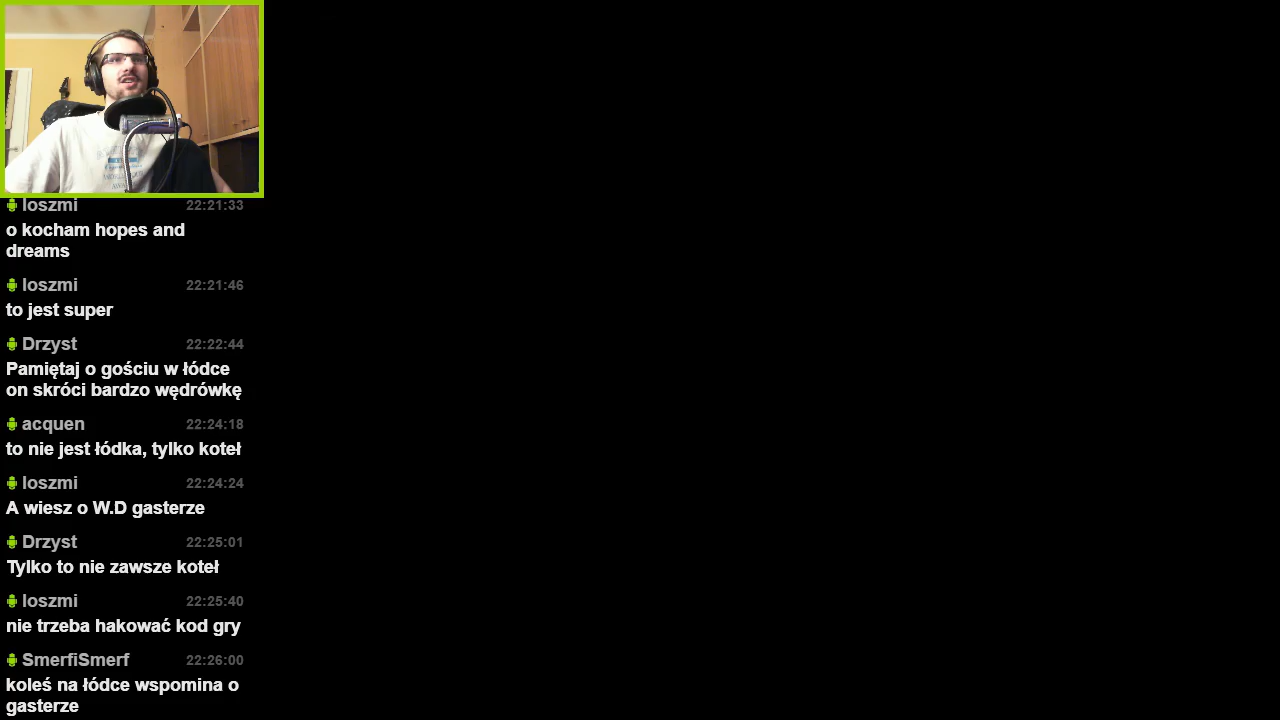 loszmi 22:21:33
o kocham hopes and
dreams
loszmi 22:21:46
to jest super
Drzyst 22:22:44
Pamiętaj o gościu w łódce
on skróci bardzo wędrówkę
acquen 22:24:18
to nie jest łódka, tylko koteł
loszmi 22:24:24
A wiesz o W.D gasterze
Drzyst 22:25:01
Tylko to nie zawsze koteł
loszmi 22:25:40
nie trzeba hakować kod gry
SmerfiSmerf 22:26:00
koleś na łódce wspomina o
gasterze